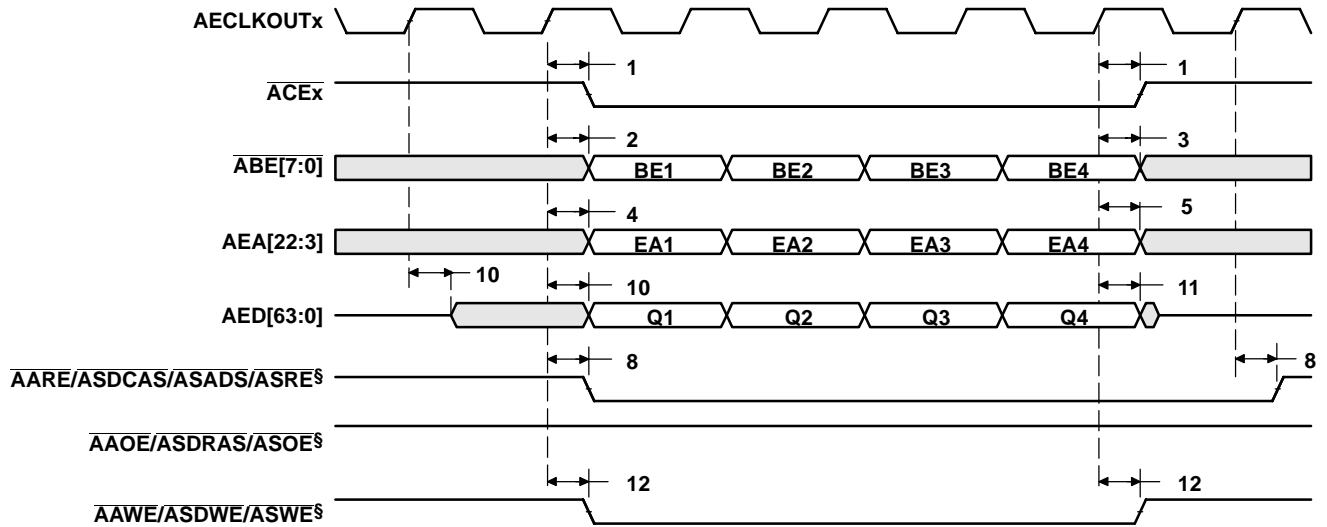 AECLKOUTx
1 1
ACEx
2 3
ABE[7:0] BE1 BE2 BE3 BE4
4 5
AEA[22:3] EA1 EA2 EA3 EA4
10 10 11
AED[63:0] Q1 Q2 Q3 Q4
8 8
AARE/ASDCAS/ASADS/ASRE§
AAOE/ASDRAS/ASOE§
12 12
AAWE/ASDWE/ASWE§